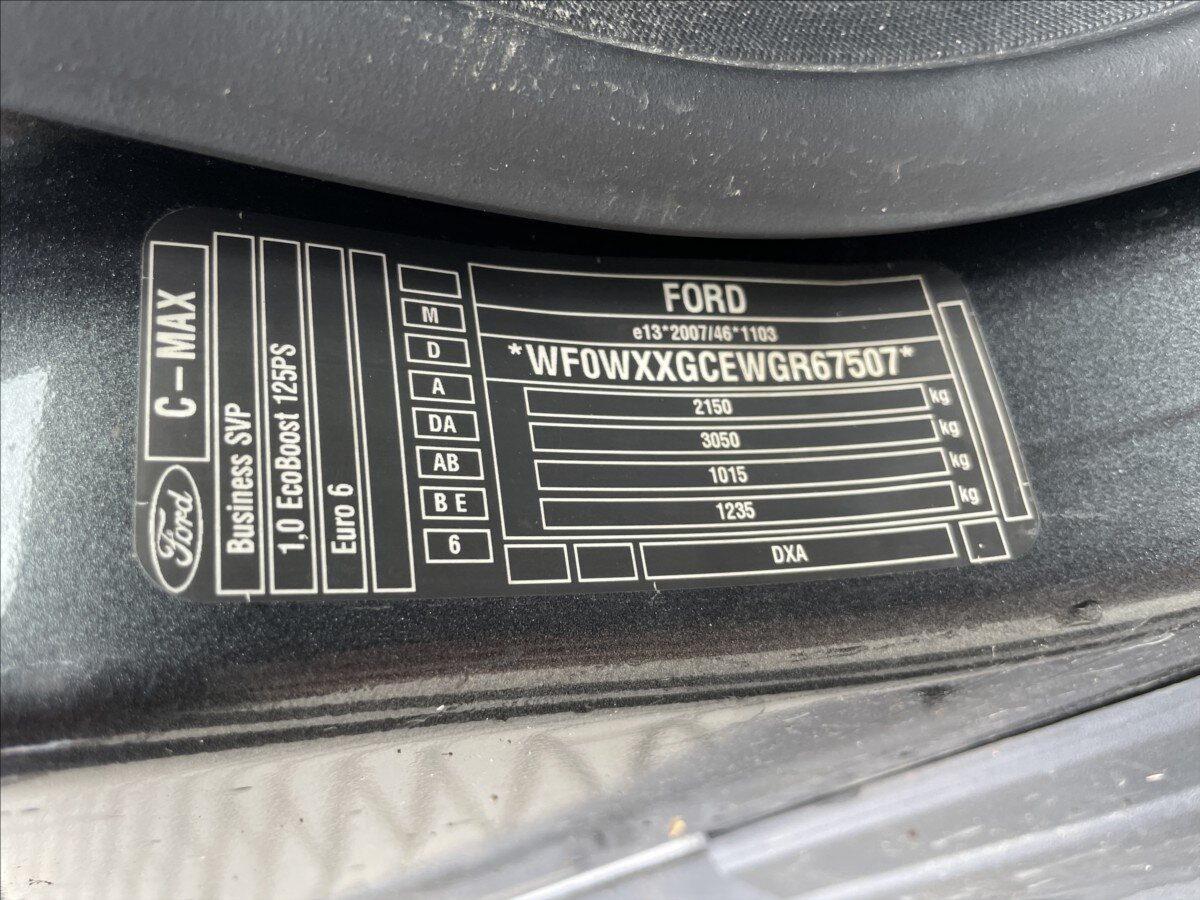 C-MAX
Ford
Business SVP
1,0 EcoBoost 125PS
Euro 6
M
D
A
DA
AB
B E
6
FORD
e13*2007/46*1103
*WF0WXXGCEWGR67507*
2150 kg
3050 kg
1015 kg
1235 kg
DXA